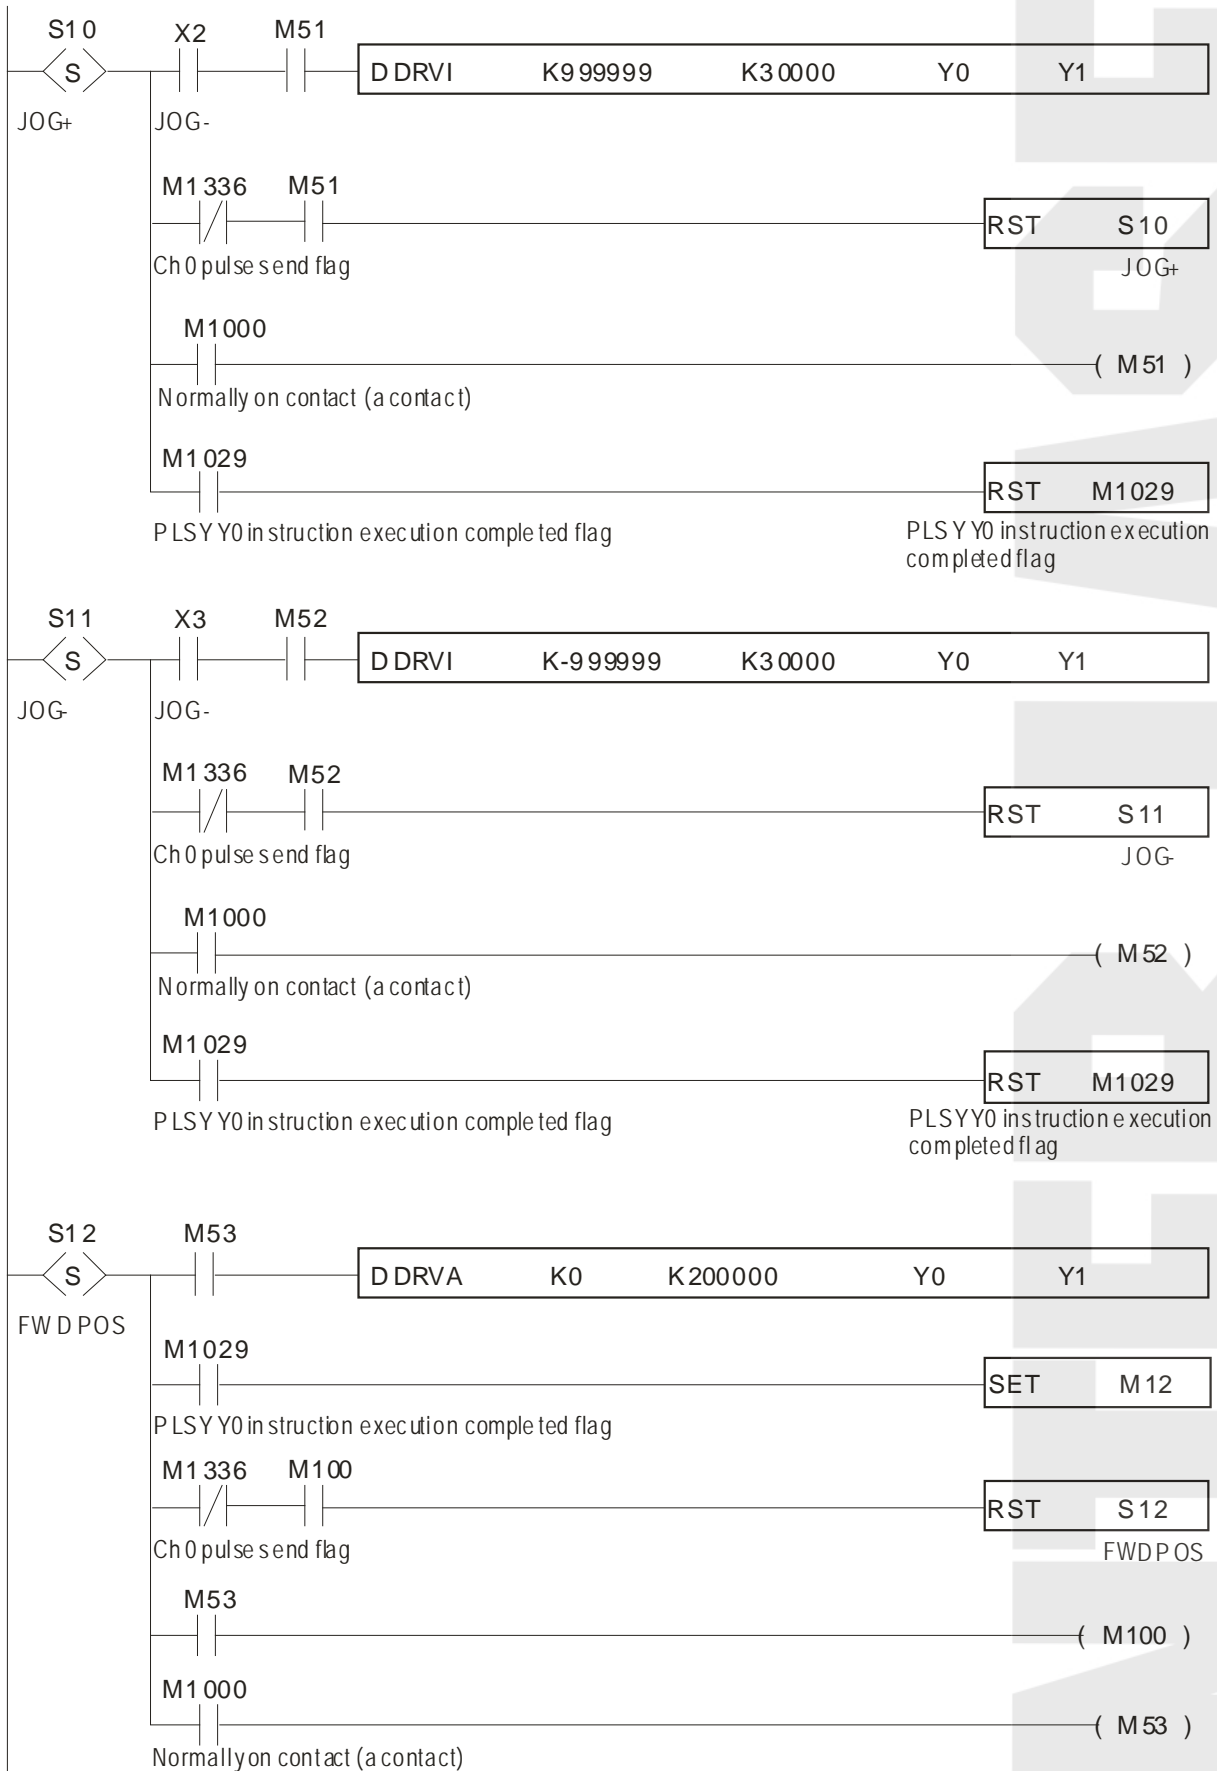 S10 X2 M51
S DDRVI K999999 K30000 Y0 Y1
JOG+ JOG-
M1336 M51
RST S10
Ch0 pulse send flag JOG+
M1000
( M51 )
Normally on contact (a contact)
M1029
RST M1029
PLSY Y0 instruction execution completed flag PLSY Y0 instruction execution
completed flag
S11 X3 M52
S DDRVI K-999999 K30000 Y0 Y1
JOG- JOG-
M1336 M52
RST S11
Ch0 pulse send flag JOG-
M1000
( M52 )
Normally on contact (a contact)
M1029
RST M1029
PLSY Y0 instruction execution completed flag PLSY Y0 instruction execution
completed flag
S12 M53
S DDRVA K0 K200000 Y0 Y1
FWD POS
M1029
SET M12
PLSY Y0 instruction execution completed flag
M1336 M100
RST S12
Ch0 pulse send flag FWDPOS
M53
( M100 )
M1000
( M53 )
Normally on contact (a contact)